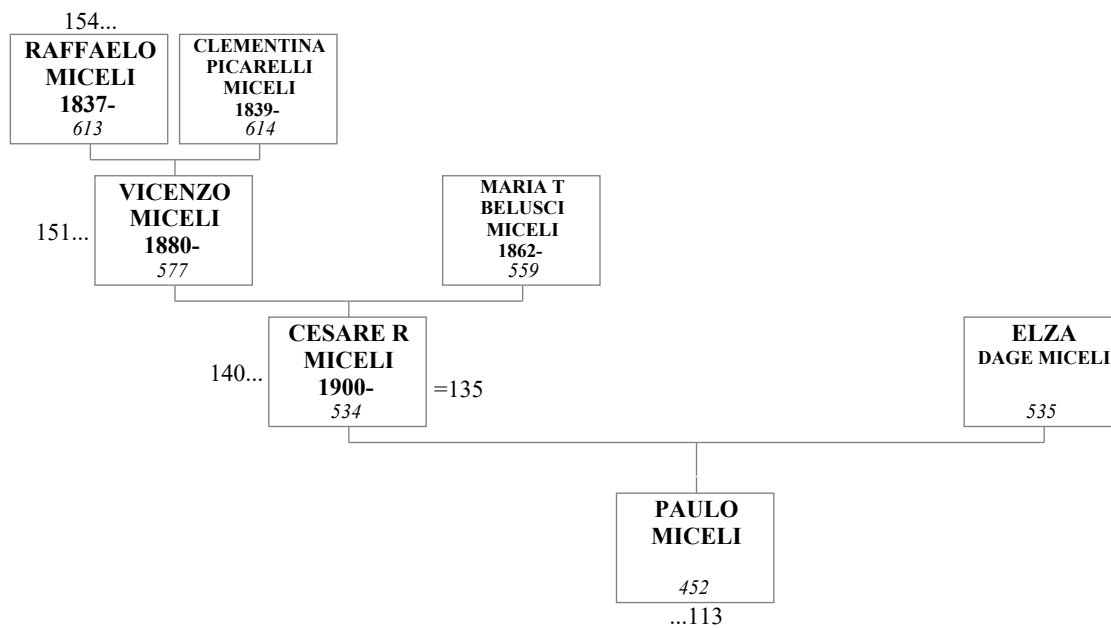 154...
RAFFAELO
MICELI
1837-
613
CLEMENTINA
PICARELLI
MICELI
1839-
614
151...
VICENZO
MICELI
1880-
577
MARIA T
BELUSCI
MICELI
1862-
559
140...
CESARE R
MICELI
1900-
534
=135
ELZA
DAGE MICELI
535
PAULO
MICELI
452
...113